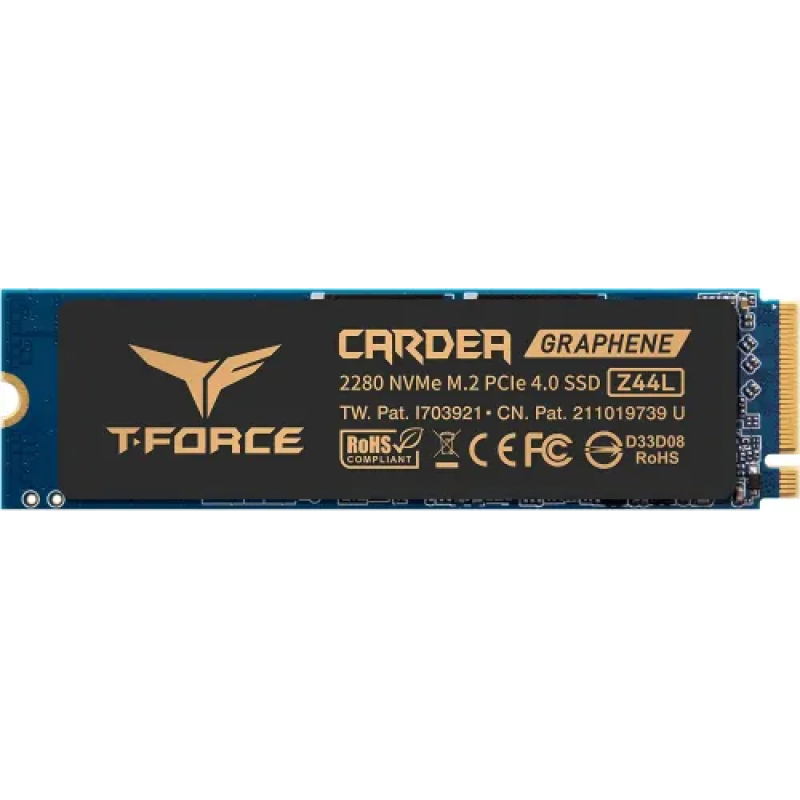 T-FORCE
CARDEA GRAPHENE
2280 NVMe M.2 PCIe 4.0 SSD Z44L
TW. Pat. I703921 • CN. Pat. 211019739 U
RoHS COMPLIANT CE FC D33D08 RoHS